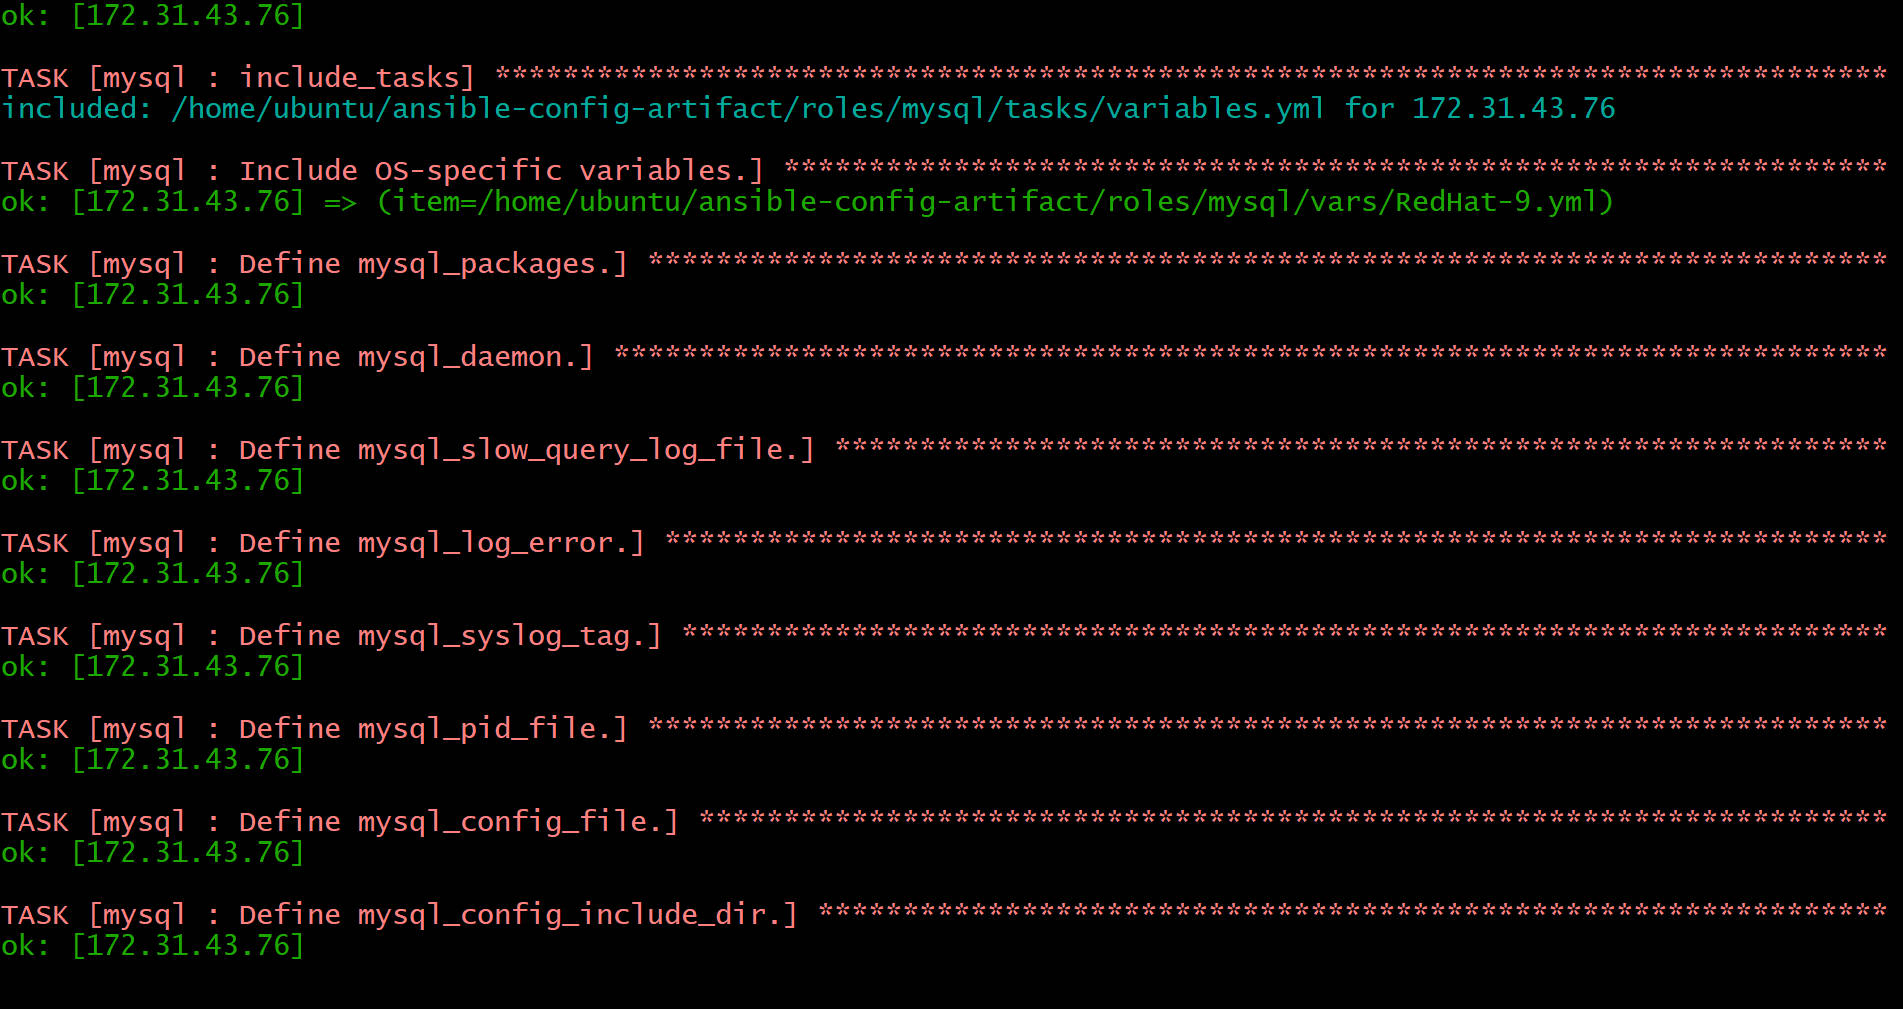 ok: [172.31.43.76]
TASK [mysql : include_tasks] **********************************************************************************
included: /home/ubuntu/ansible-config-artifact/roles/mysql/tasks/variables.yml for 172.31.43.76
TASK [mysql : Include OS-specific variables.] *****************************************************************
ok: [172.31.43.76] => (item=/home/ubuntu/ansible-config-artifact/roles/mysql/vars/RedHat-9.yml)
TASK [mysql : Define mysql_packages.] *************************************************************************
ok: [172.31.43.76]
TASK [mysql : Define mysql_daemon.] ***************************************************************************
ok: [172.31.43.76]
TASK [mysql : Define mysql_slow_query_log_file.] **************************************************************
ok: [172.31.43.76]
TASK [mysql : Define mysql_log_error.] ************************************************************************
ok: [172.31.43.76]
TASK [mysql : Define mysql_syslog_tag.] ***********************************************************************
ok: [172.31.43.76]
TASK [mysql : Define mysql_pid_file.] *************************************************************************
ok: [172.31.43.76]
TASK [mysql : Define mysql_config_file.] **********************************************************************
ok: [172.31.43.76]
TASK [mysql : Define mysql_config_include_dir.] ***************************************************************
ok: [172.31.43.76]